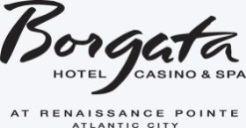 Borgata
HOTEL CASINO & SPA
AT RENAISSANCE POINTE
ATLANTIC CITY